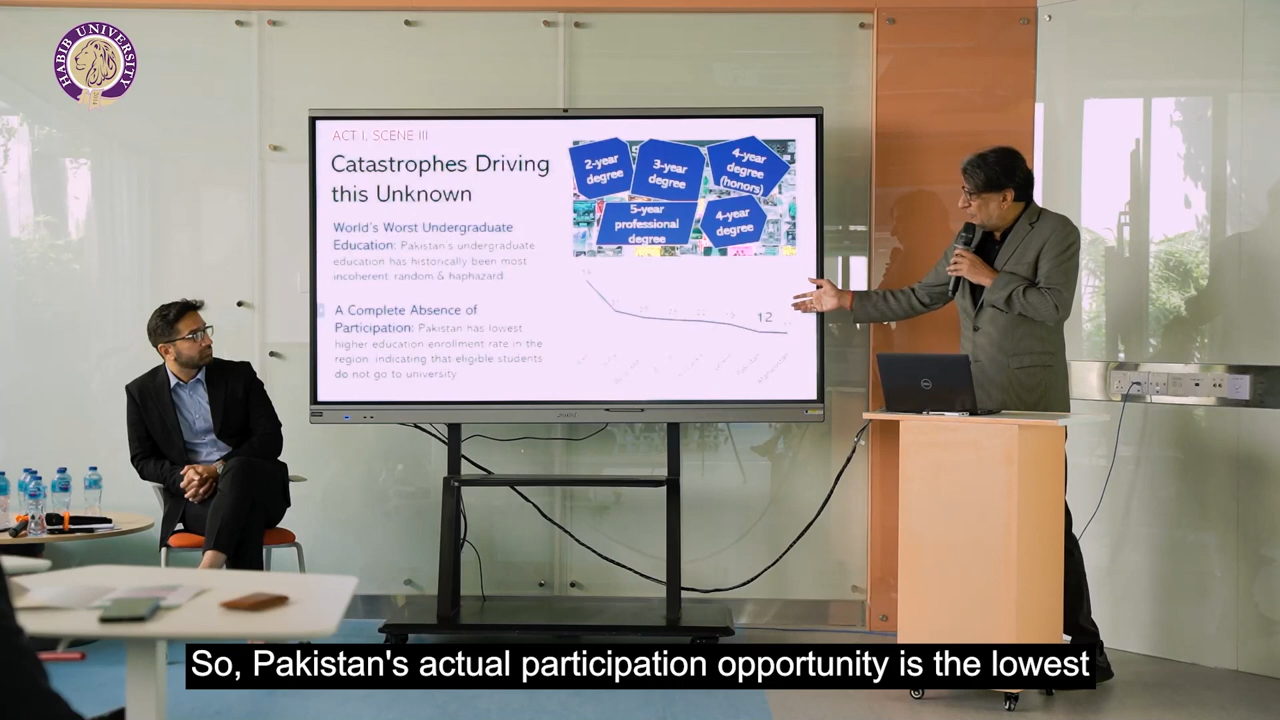 HABIB UNIVERSITY
ACT I, SCENE III
Catastrophes Driving
this Unknown
World's Worst Undergraduate
Education: Pakistan's undergraduate
education has historically been most
incoherent, random & haphazard
A Complete Absence of
Participation: Pakistan has lowest
higher education enrollment rate in the
region, indicating that eligible students
do not go to university
2-year
degree
3-year
degree
4-year
degree
(honors)
5-year
professional
degree
4-year
degree
12
Afghanistan
DELL
So, Pakistan's actual participation opportunity is the lowest